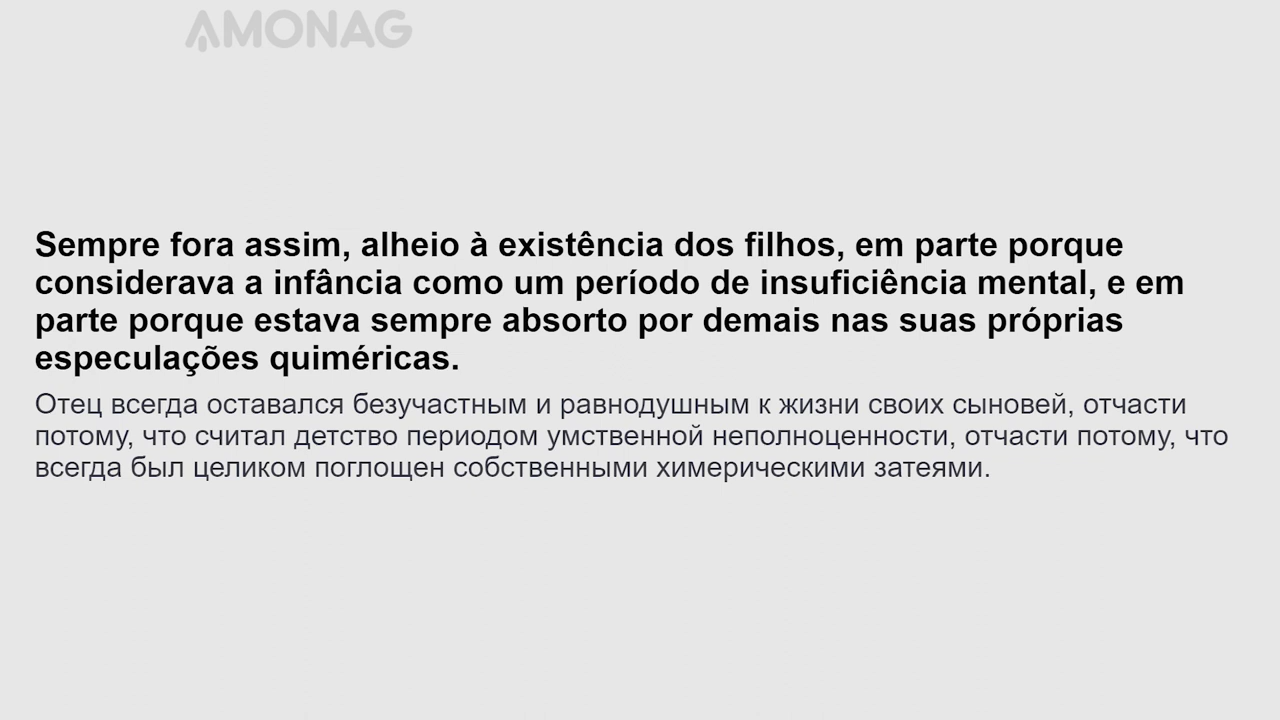 AMONAG
Sempre fora assim, alheio à existência dos filhos, em parte porque
considerava a infância como um período de insuficiência mental, e em
parte porque estava sempre absorto por demais nas suas próprias
especulações quiméricas.
Отец всегда оставался безучастным и равнодушным к жизни своих сыновей, отчасти
потому, что считал детство периодом умственной неполноценности, отчасти потому, что
всегда был целиком поглощен собственными химерическими затеями.